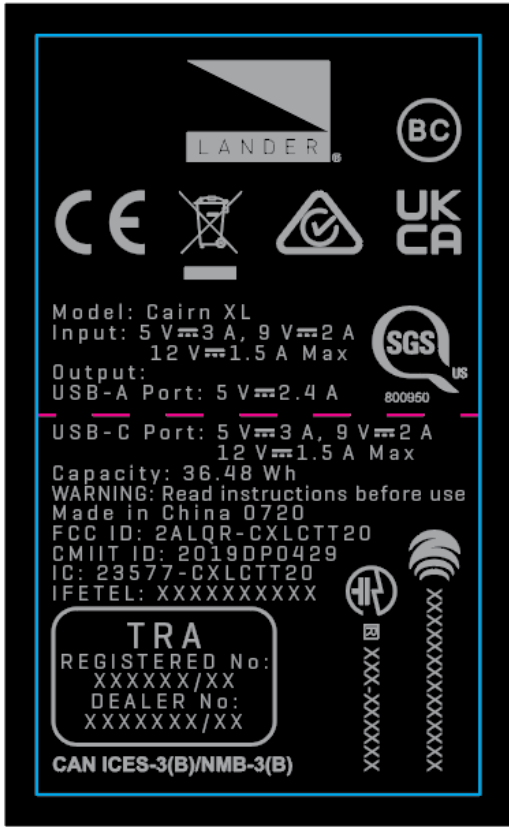 LANDER®
BC
CE
UK
CA
Model: Cairn XL
Input: 5 V⎓3 A, 9 V⎓2 A
12 V⎓1.5 A Max
Output:
USB-A Port: 5 V⎓2.4 A
SGS
US
800950
USB-C Port: 5 V⎓3 A, 9 V⎓2 A
12 V⎓1.5 A Max
Capacity: 36.48 Wh
WARNING: Read instructions before use
Made in China 0720
FCC ID: 2ALQR-CXLCTT20
CMIIT ID: 2019DP0429
IC: 23577-CXLCTT20
IFETEL: XXXXXXXXXX
TRA
REGISTERED No:
XXXXXX/XX
DEALER No:
XXXXXXX/XX
CAN ICES-3(B)/NMB-3(B)
R XXX-XXXXXX